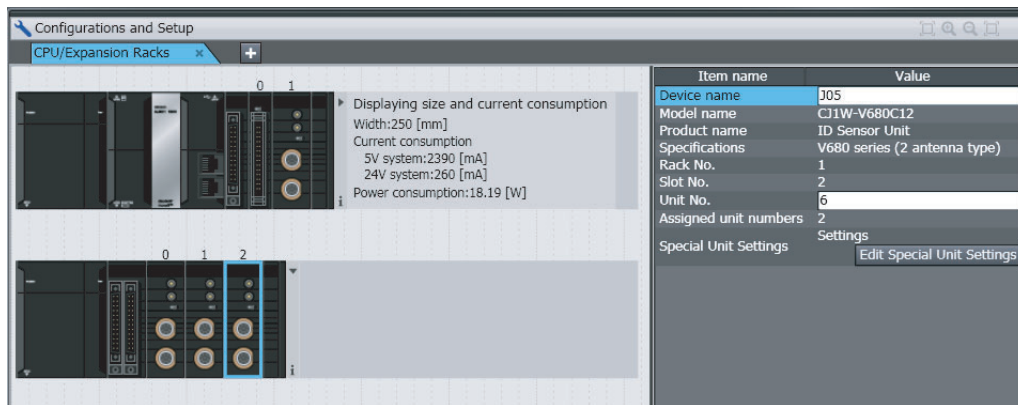 Configurations and Setup
CPU/Expansion Racks ×
+
0 1
Displaying size and current consumption
Width:250 [mm]
Current consumption
5V system:2390 [mA]
24V system:260 [mA]
Power consumption:18.19 [W]
i
0 1 2
i
Item name Value
Device name J05
Model name CJ1W-V680C12
Product name ID Sensor Unit
Specifications V680 series (2 antenna type)
Rack No. 1
Slot No. 2
Unit No. 6
Assigned unit numbers 2
Special Unit Settings Settings
Edit Special Unit Settings